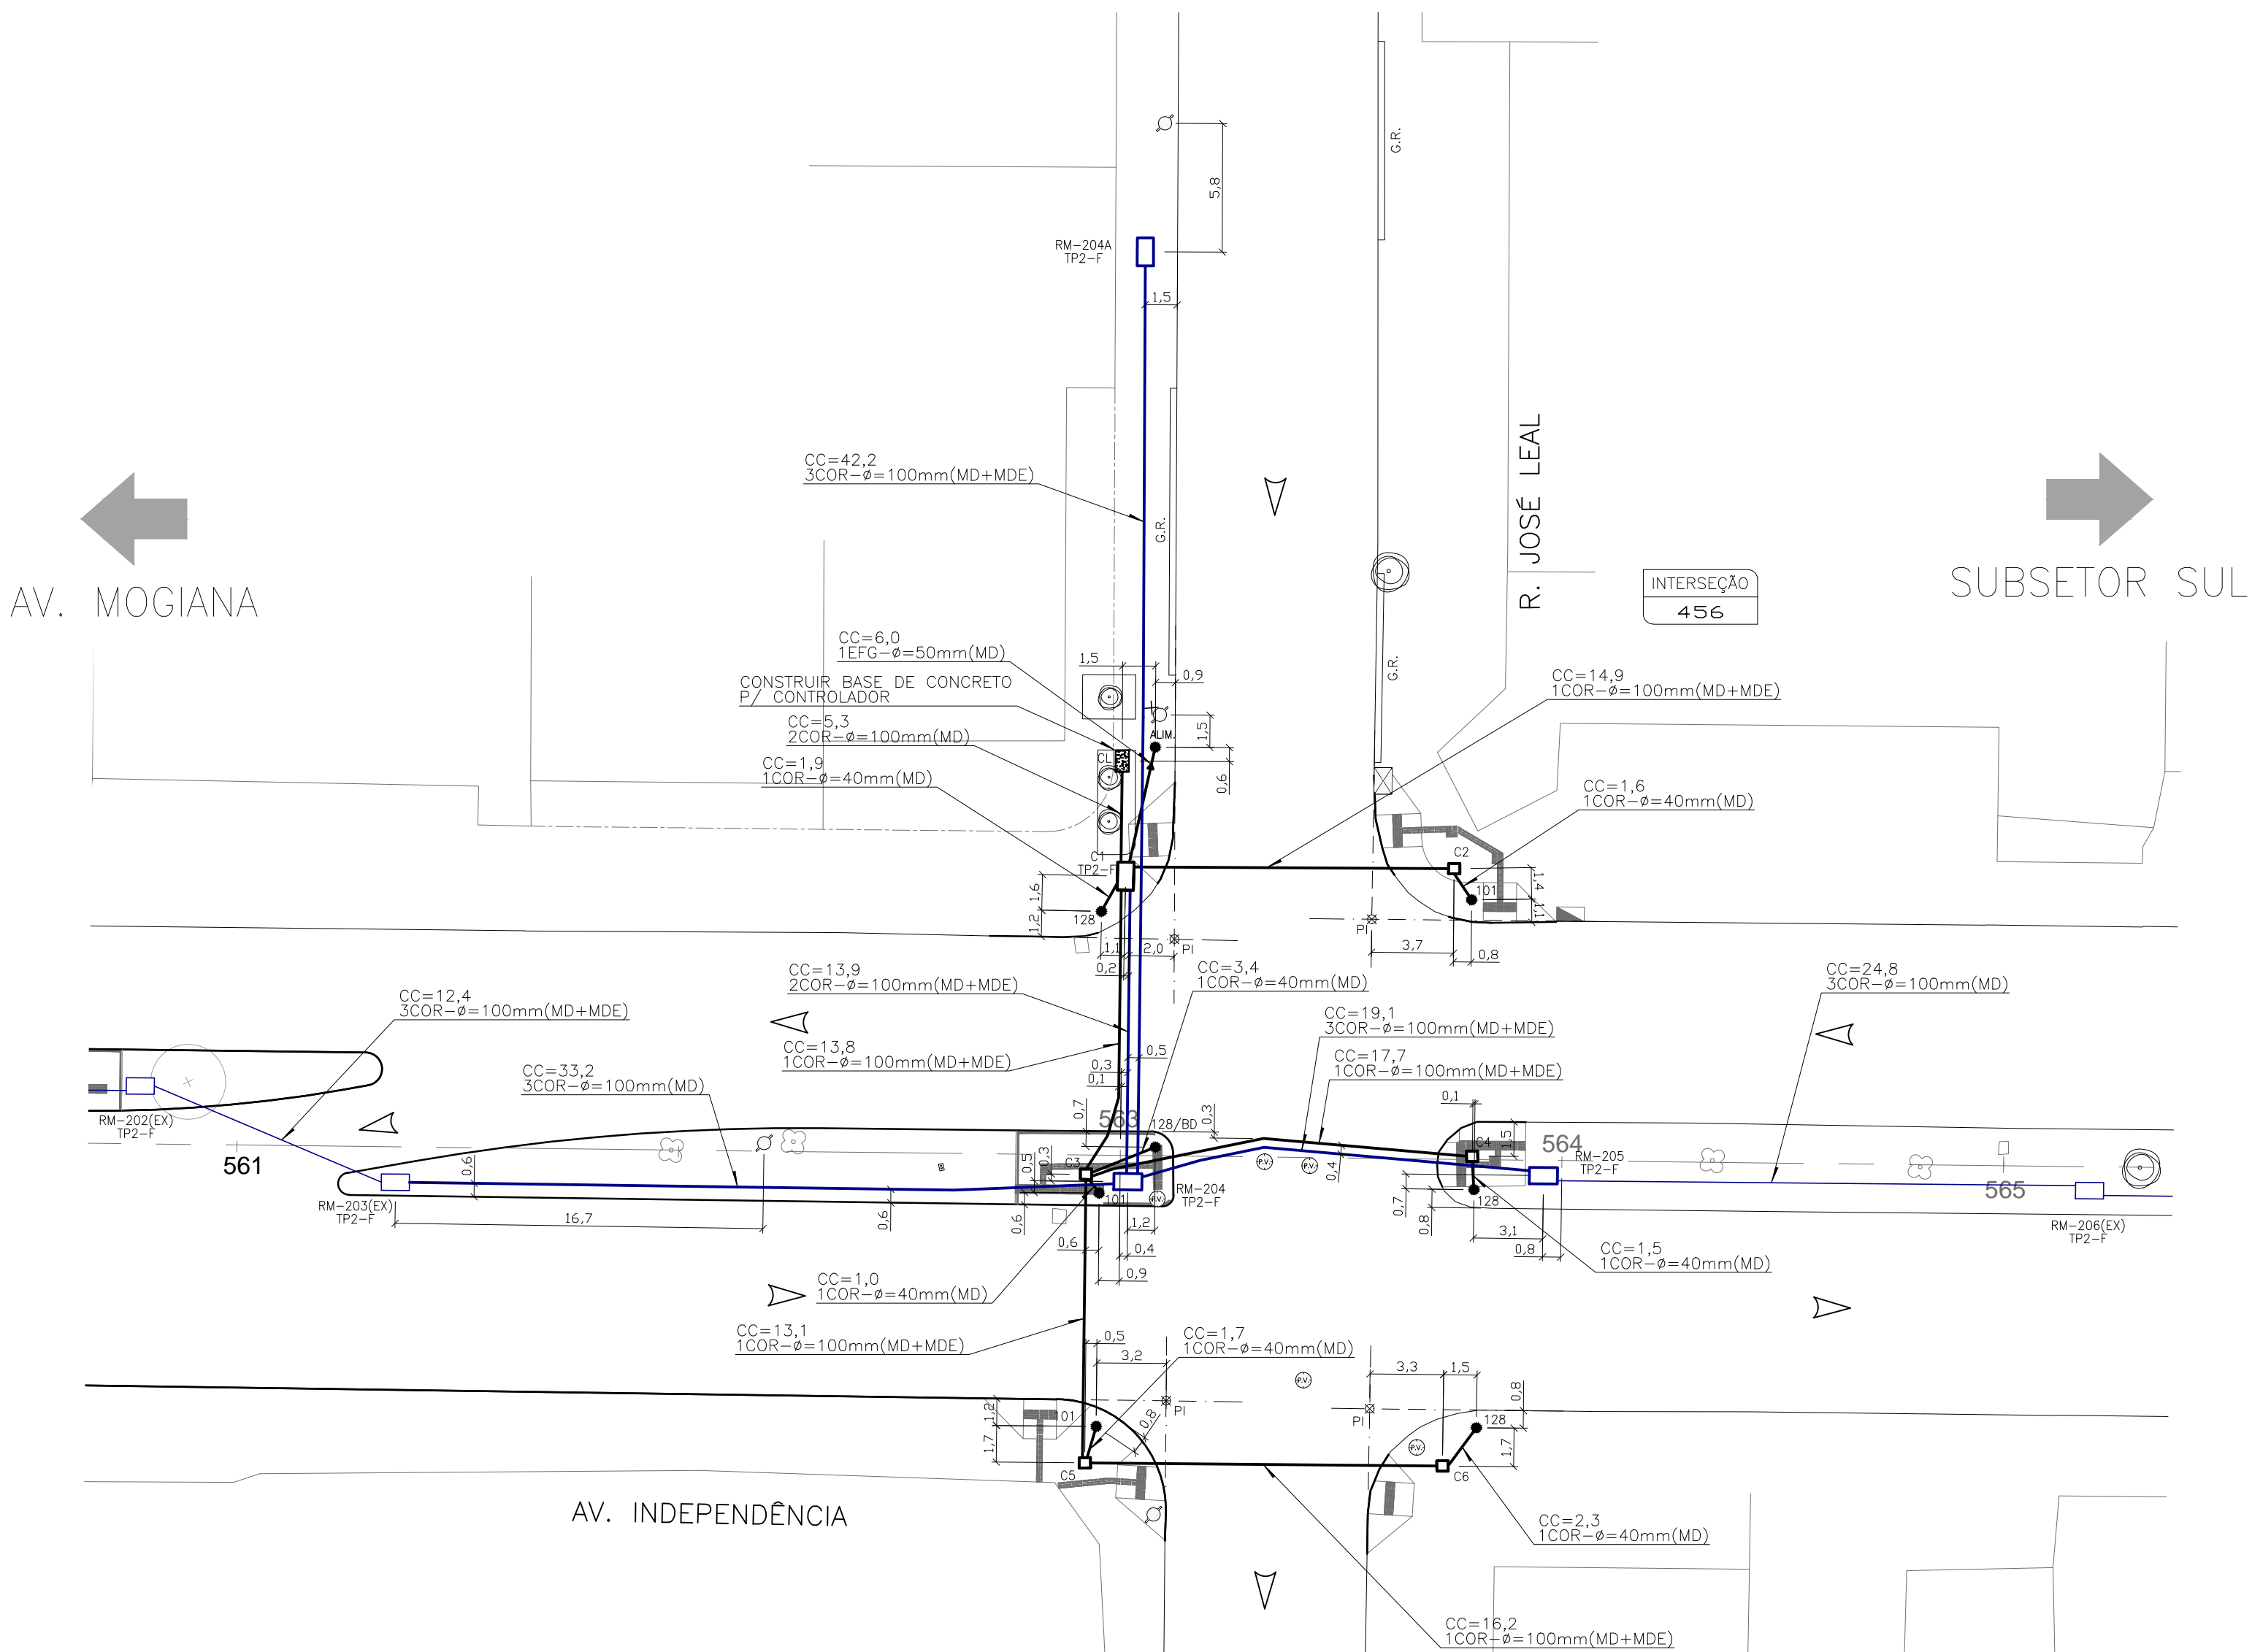 5,8
G.R.
RM-204A
TP2-F
1,5
CC=42,2
3COR-ø=100mm(MD+MDE)
G.R.
R. JOSÉ LEAL
INTERSEÇÃO
456
AV. MOGIANA
SUBSETOR SUL
CC=6,0
1EFG-ø=50mm(MD)
1,5
0,9
G.R.
CC=14,9
1COR-ø=100mm(MD+MDE)
CONSTRUIR BASE DE CONCRETO
P/ CONTROLADOR
CC=5,3
2COR-ø=100mm(MD)
1,5
ALIM.
CL
0,6
CC=1,9
1COR-ø=40mm(MD)
CC=1,6
1COR-ø=40mm(MD)
C1
TP2-F
C2
1,6
1,2
128
101
1,4
1,1
PI
PI
1,1
2,0
0,2
3,7
0,8
CC=13,9
2COR-ø=100mm(MD+MDE)
CC=3,4
1COR-ø=40mm(MD)
CC=24,8
3COR-ø=100mm(MD)
CC=12,4
3COR-ø=100mm(MD+MDE)
CC=19,1
3COR-ø=100mm(MD+MDE)
CC=13,8
1COR-ø=100mm(MD+MDE)
0,5
0,3
0,1
CC=17,7
1COR-ø=100mm(MD+MDE)
CC=33,2
3COR-ø=100mm(MD)
0,1
RM-202(EX)
TP2-F
0,7
563
128/BD
0,3
561
0,6
0,5
0,3
C3
P.V.
P.V.
0,4
C4
1,5
564
RM-205
TP2-F
565
RM-203(EX)
TP2-F
16,7
0,6
0,6
101
P.V.
RM-204
TP2-F
1,2
0,7
0,8
128
3,1
0,8
RM-206(EX)
TP2-F
0,6
0,4
0,9
CC=1,5
1COR-ø=40mm(MD)
CC=1,0
1COR-ø=40mm(MD)
CC=13,1
1COR-ø=100mm(MD+MDE)
0,5
3,2
CC=1,7
1COR-ø=40mm(MD)
P.V.
3,3
1,5
0,8
1,2
101
1,7
0,8
PI
PI
128
P.V.
1,7
C5
C6
AV. INDEPENDÊNCIA
CC=2,3
1COR-ø=40mm(MD)
CC=16,2
1COR-ø=100mm(MD+MDE)